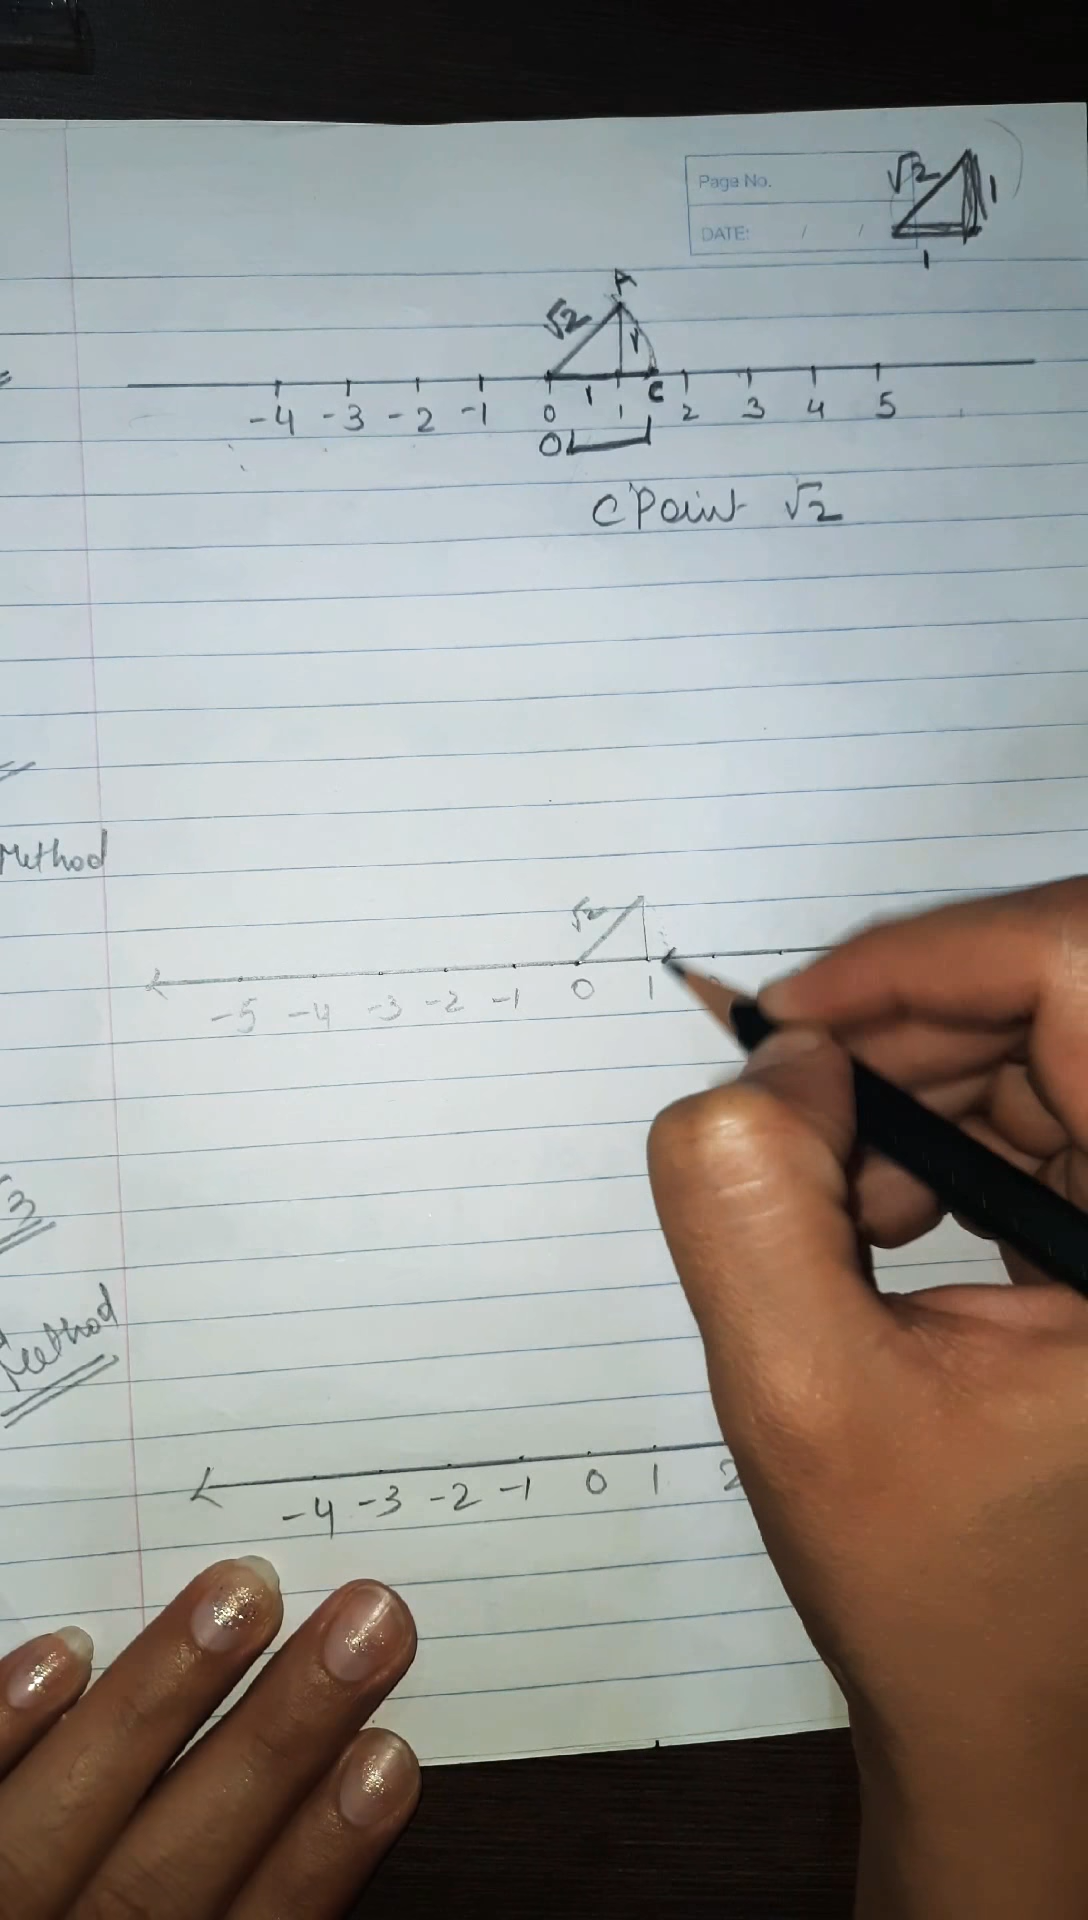 Page No.
DATE: / /
√2 1
1
A
√2 1
1 C
-4 -3 -2 -1 0 1 2 3 4 5
O
C Point √2
Method
√2
-5 -4 -3 -2 -1 0 1
√3
Method
-4 -3 -2 -1 0 1 2